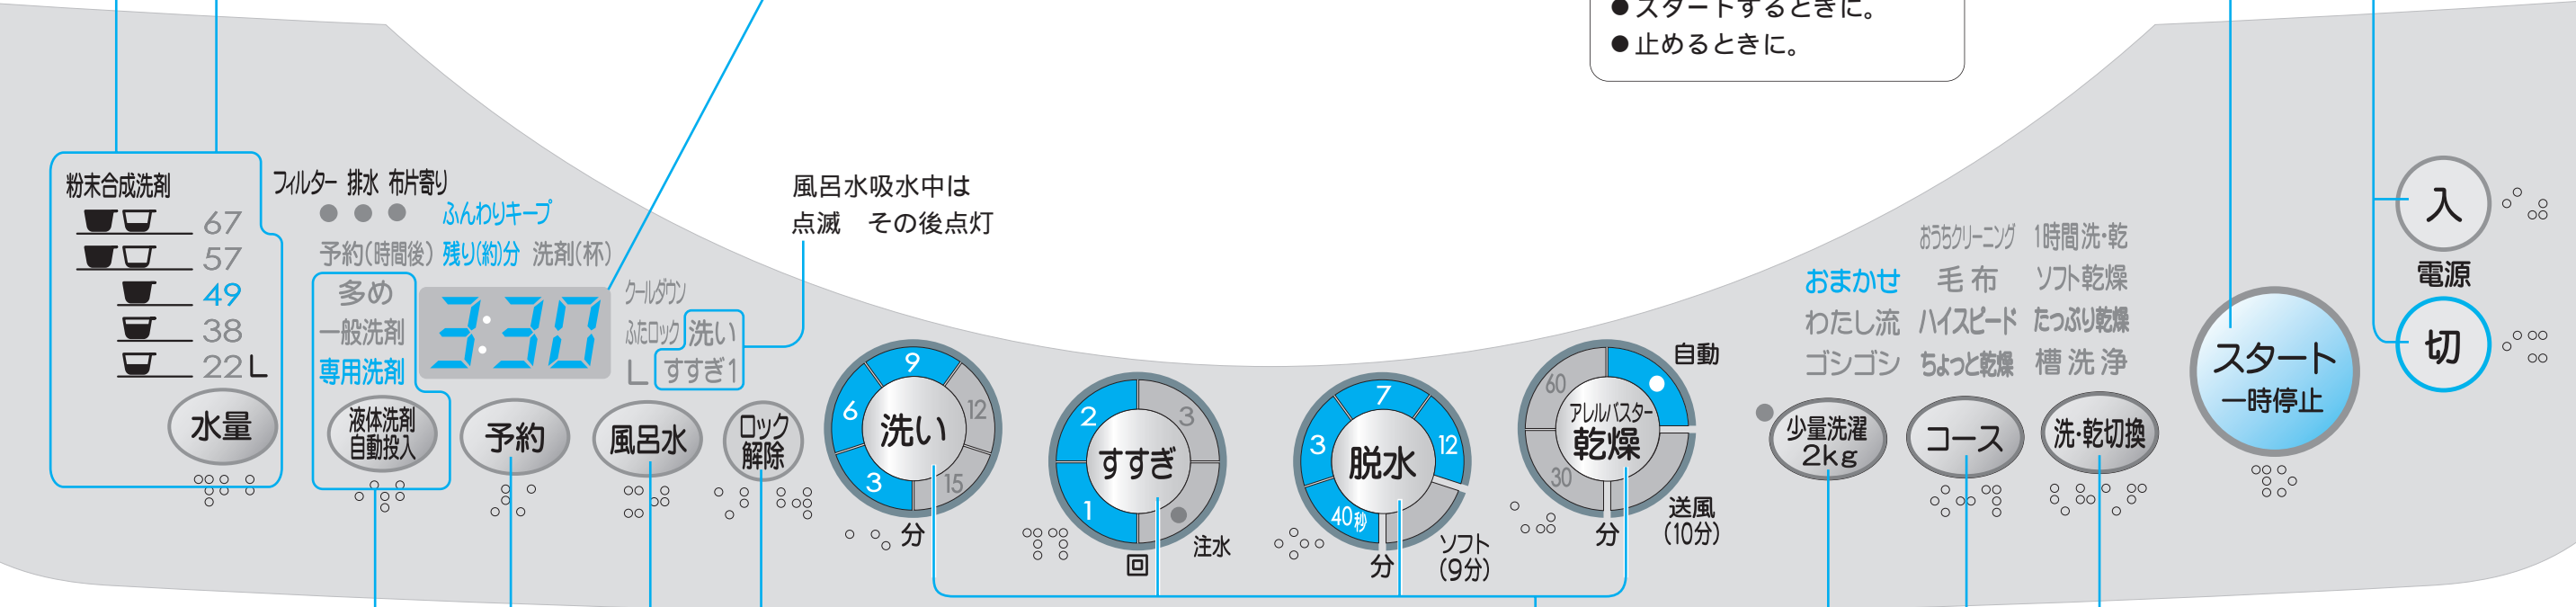 ●スタートするときに。
●止めるときに。
粉末合成洗剤
67
57
49
38
22L
水量
フィルター 排水 布片寄り
ふんわりキープ
予約(時間後) 残り(約)分 洗剤(杯)
多め
一般洗剤
専用洗剤
3:30
クールダウン
ふたロック 洗い
L すすぎ1
風呂水吸水中は
点滅 その後点灯
液体洗剤
自動投入
予約
風呂水
ロック
解除
洗い
3
6
9
12
15
分
すすぎ
1
2
3
注水
回
脱水
40秒
3
7
12
ソフト
(9分)
分
アレルバスター
乾燥
30
60
自動
送風
(10分)
分
おまかせ
わたし流
ゴシゴシ
おうちクリーニング
毛布
ハイスピード
ちょっと乾燥
1時間洗・乾
ソフト乾燥
たっぷり乾燥
槽洗浄
少量洗濯
2kg
コース
洗・乾切換
スタート
一時停止
入
電源
切